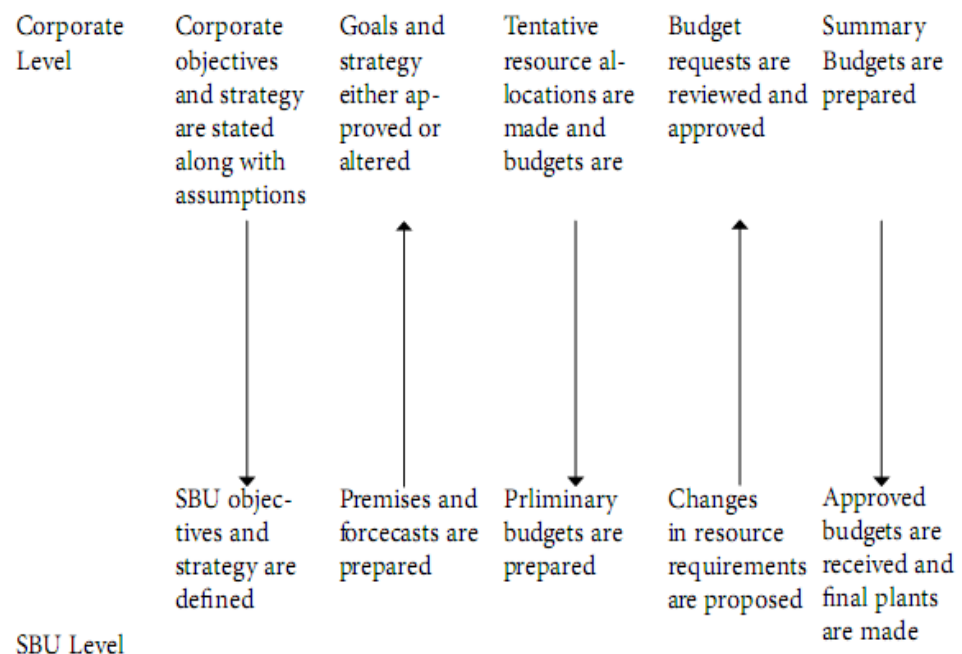 Corporate
Level
Corporate
objectives
and strategy
are stated
along with
assumptions
Goals and
strategy
either ap-
proved or
altered
Tentative
resource al-
locations are
made and
budgets are
Budget
requests are
reviewed and
approved
Summary
Budgets are
prepared
SBU objec-
tives and
strategy are
defined
Premises and
forcecasts are
prepared
Prliminary
budgets are
prepared
Changes
in resource
requirements
are proposed
Approved
budgets are
received and
final plants
are made
SBU Level